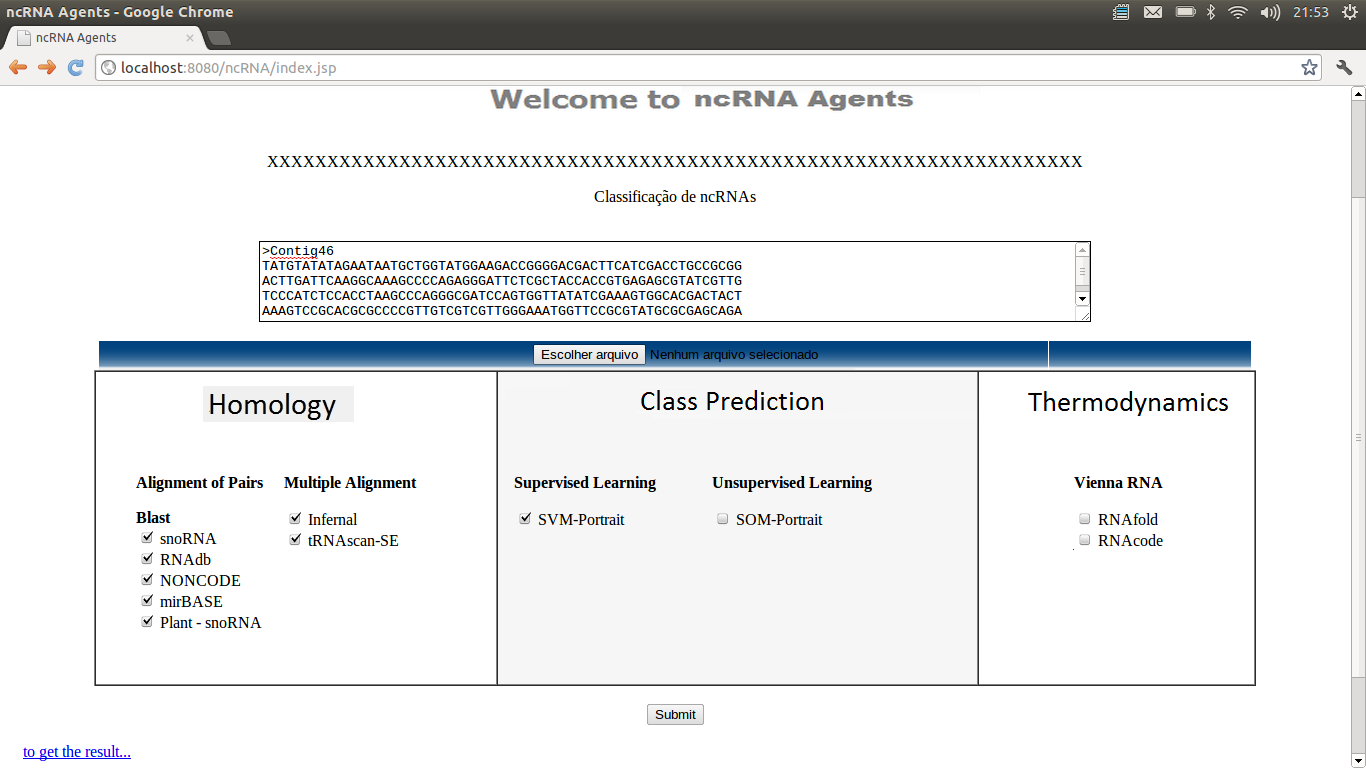 ncRNA Agents - Google Chrome
21:53
ncRNA Agents
localhost:8080/ncRNA/index.jsp
Welcome to ncRNA Agents
XXXXXXXXXXXXXXXXXXXXXXXXXXXXXXXXXXXXXXXXXXXXXXXXXXXXXXXXXXXXXXXXXXXX
Classificação de ncRNAs
>Contig46
TATGTATATAGAATAATGCTGGTATGGAAGACCGGGGACGACTTCATCGACCTGCCGCGG
ACTTGATTCAAGGCAAAGCCCCAGAGGGATTCTCGCTACCACCGTGAGAGCGTATCGTTG
TCCCATCTCCACCTAAGCCCAGGGCGATCCAGTGGTTATATCGAAAGTGGCACGACTACT
AAAGTCCGCACGCGCCCCGTTGTCGTCGTTGGGAAATGGTTCCGCGTATGCGCGAGCAGA
Escolher arquivo Nenhum arquivo selecionado
Homology
Class Prediction
Thermodynamics
Alignment of Pairs
Multiple Alignment
Supervised Learning
Unsupervised Learning
Vienna RNA
Blast
Infernal
SVM-Portrait
SOM-Portrait
RNAfold
snoRNA
tRNAscan-SE
RNAcode
RNAdb
NONCODE
mirBASE
Plant - snoRNA
Submit
to get the result...